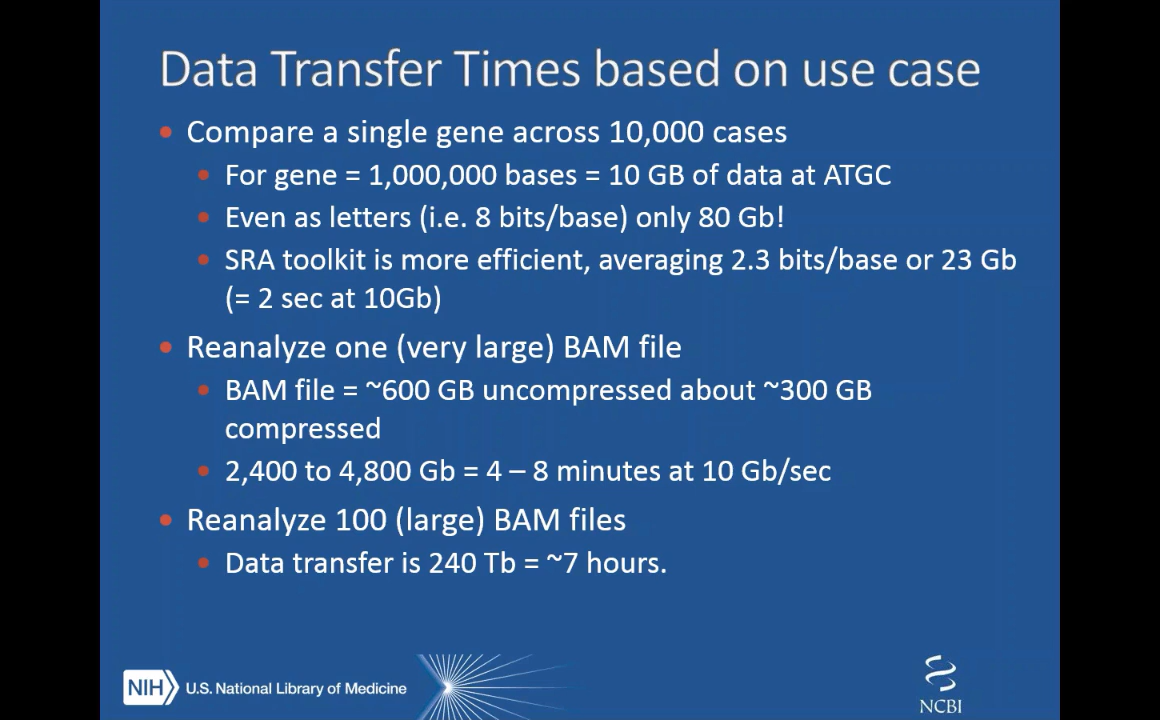 Data Transfer Times based on use case
• Compare a single gene across 10,000 cases
• For gene = 1,000,000 bases = 10 GB of data at ATGC
• Even as letters (i.e. 8 bits/base) only 80 Gb!
• SRA toolkit is more efficient, averaging 2.3 bits/base or 23 Gb
(= 2 sec at 10Gb)
• Reanalyze one (very large) BAM file
• BAM file = ~600 GB uncompressed about ~300 GB
compressed
• 2,400 to 4,800 Gb = 4 – 8 minutes at 10 Gb/sec
• Reanalyze 100 (large) BAM files
• Data transfer is 240 Tb = ~7 hours.
NIH U.S. National Library of Medicine
NCBI